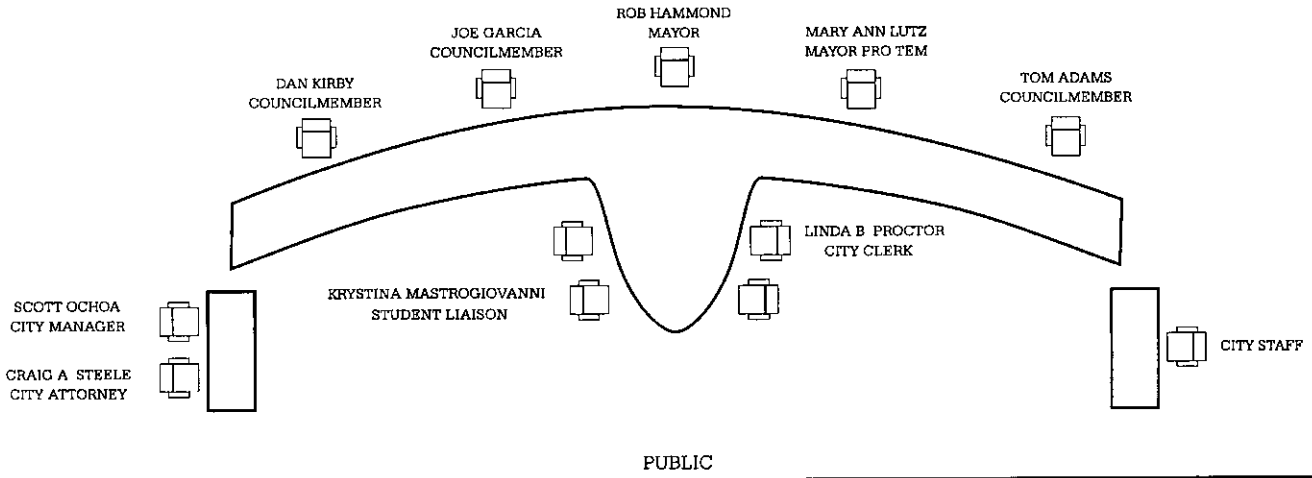 ROB HAMMOND
MAYOR
JOE GARCIA
COUNCILMEMBER
MARY ANN LUTZ
MAYOR PRO TEM
DAN KIRBY
COUNCILMEMBER
TOM ADAMS
COUNCILMEMBER
LINDA B PROCTOR
CITY CLERK
KRYSTINA MASTROGIOVANNI
STUDENT LIAISON
SCOTT OCHOA
CITY MANAGER
CRAIG A STEELE
CITY ATTORNEY
CITY STAFF
PUBLIC